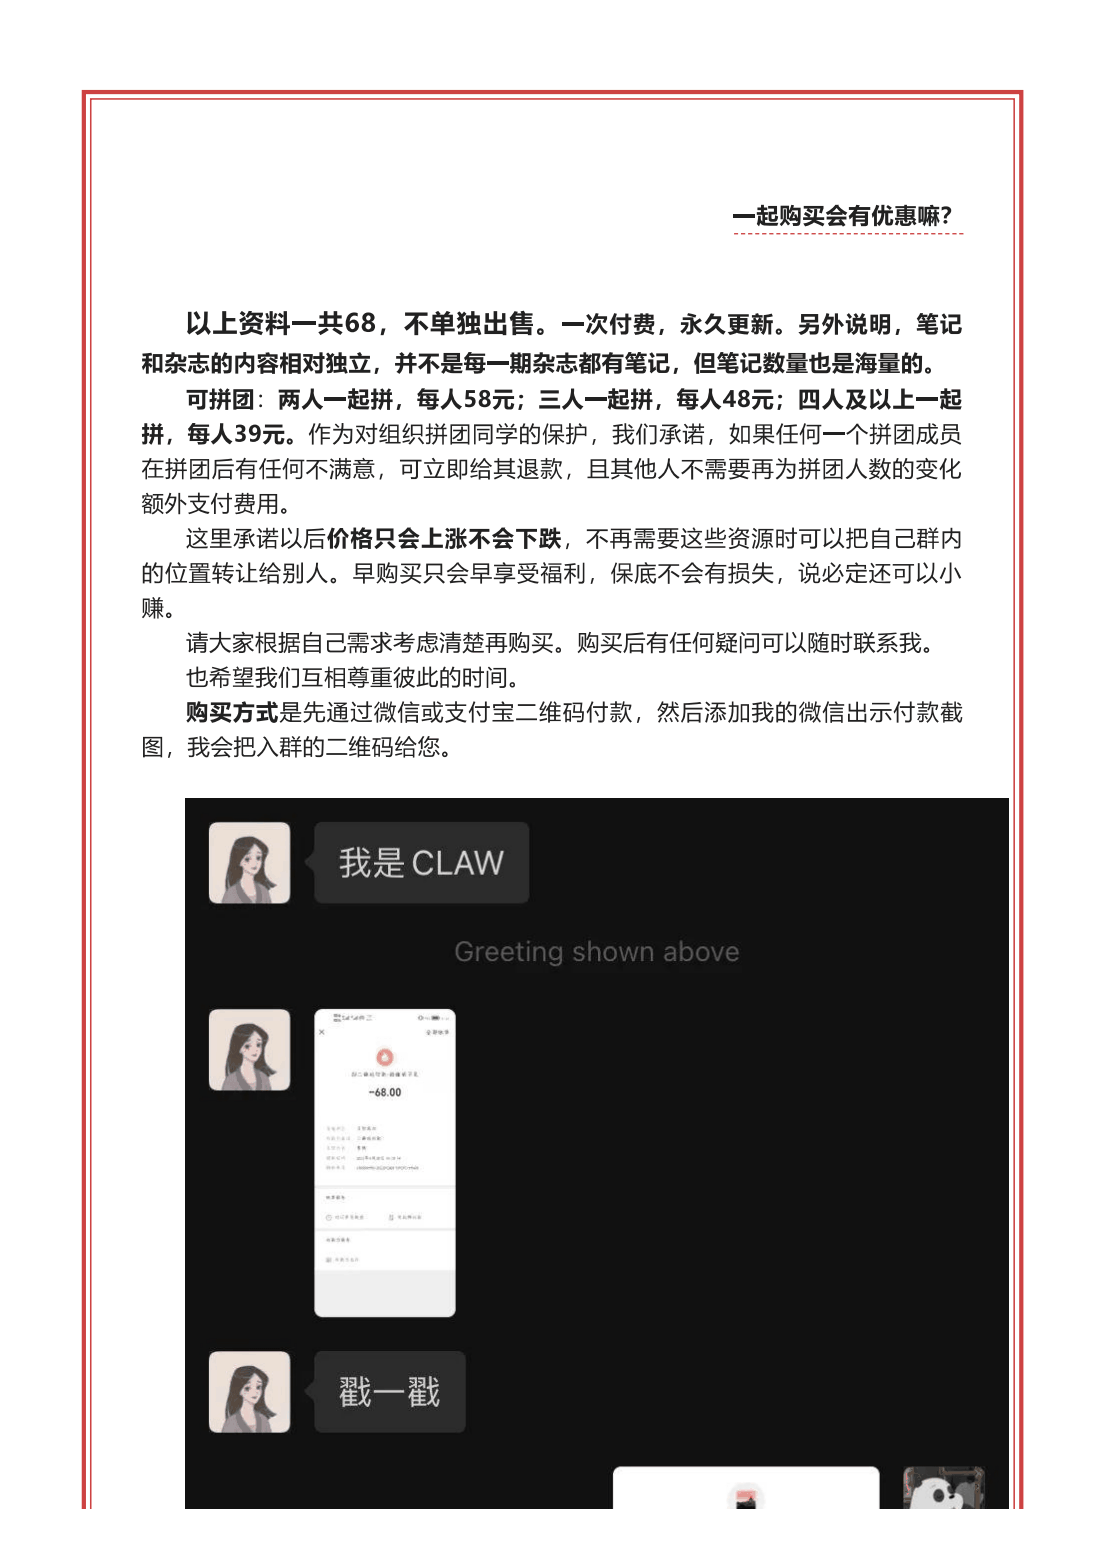 一起购买会有优惠嘛?
以上资料一共68，不单独出售。一次付费，永久更新。另外说明，笔记
和杂志的内容相对独立，并不是每一期杂志都有笔记，但笔记数量也是海量的。
可拼团：两人一起拼，每人58元；三人一起拼，每人48元；四人及以上一起
拼，每人39元。作为对组织拼团同学的保护，我们承诺，如果任何一个拼团成员
在拼团后有任何不满意，可立即给其退款，且其他人不需要再为拼团人数的变化
额外支付费用。
这里承诺以后价格只会上涨不会下跌，不再需要这些资源时可以把自己群内
的位置转让给别人。早购买只会早享受福利，保底不会有损失，说必定还可以小
赚。
请大家根据自己需求考虑清楚再购买。购买后有任何疑问可以随时联系我。
也希望我们互相尊重彼此的时间。
购买方式是先通过微信或支付宝二维码付款，然后添加我的微信出示付款截
图，我会把入群的二维码给您。
我是CLAW
Greeting shown above
-68.00
戳一戳